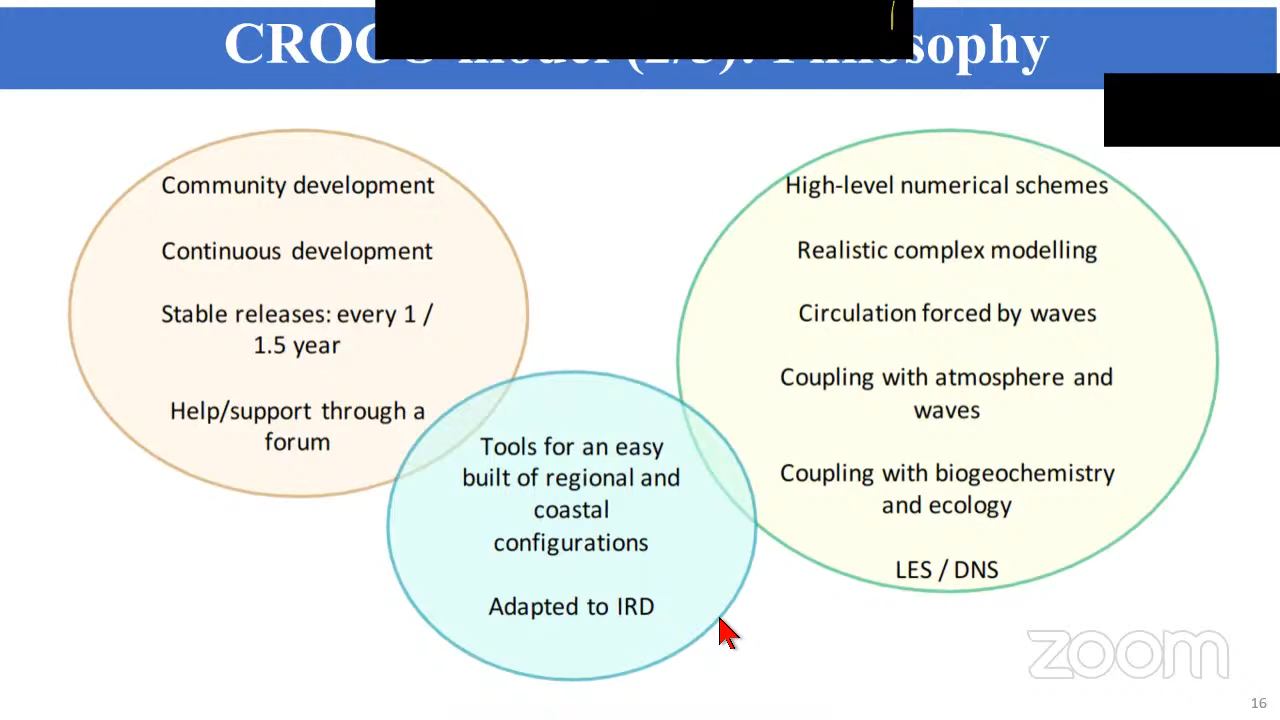 sophy
Community development
Continuous development
Stable releases: every 1 /
1.5 year
Help/support through a
forum
Tools for an easy
built of regional and
coastal
configurations
Adapted to IRD
High-level numerical schemes
Realistic complex modelling
Circulation forced by waves
Coupling with atmosphere and
waves
Coupling with biogeochemistry
and ecology
LES / DNS
zoom
16